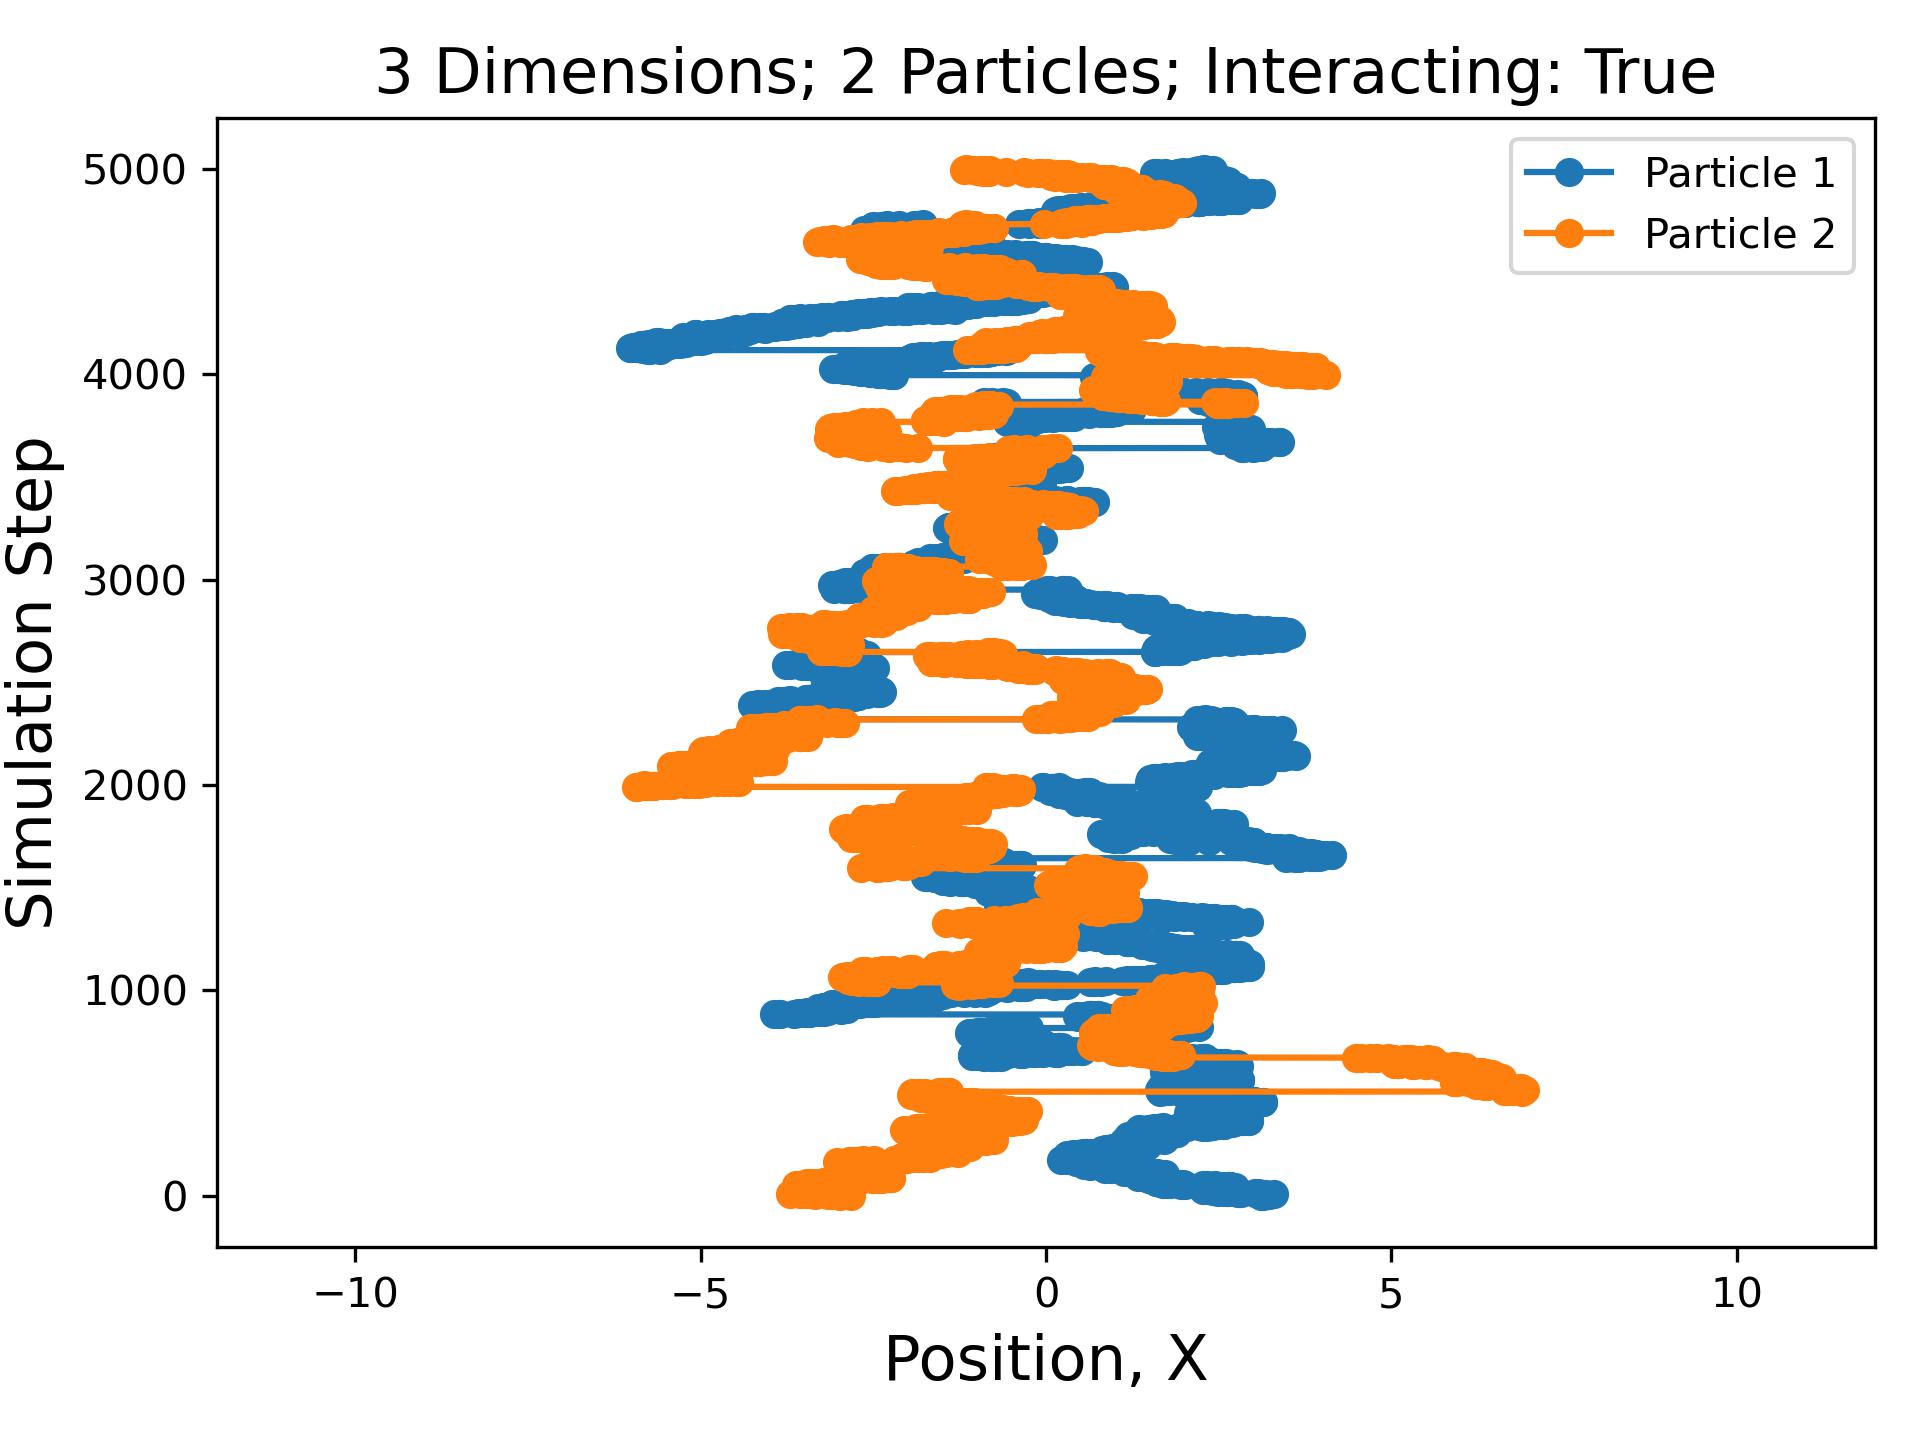 3 Dimensions; 2 Particles; Interacting: True
Particle 1
Particle 2
5000
4000
3000
2000
1000
0
Simulation Step
−10 −5 0 5 10
Position, X